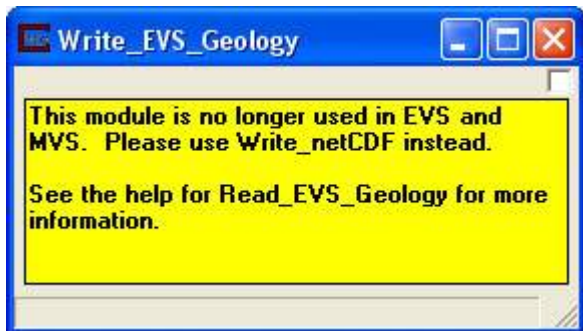 Write_EVS_Geology
This module is no longer used in EVS and
MVS.  Please use Write_netCDF instead.
See the help for Read_EVS_Geology for more
information.